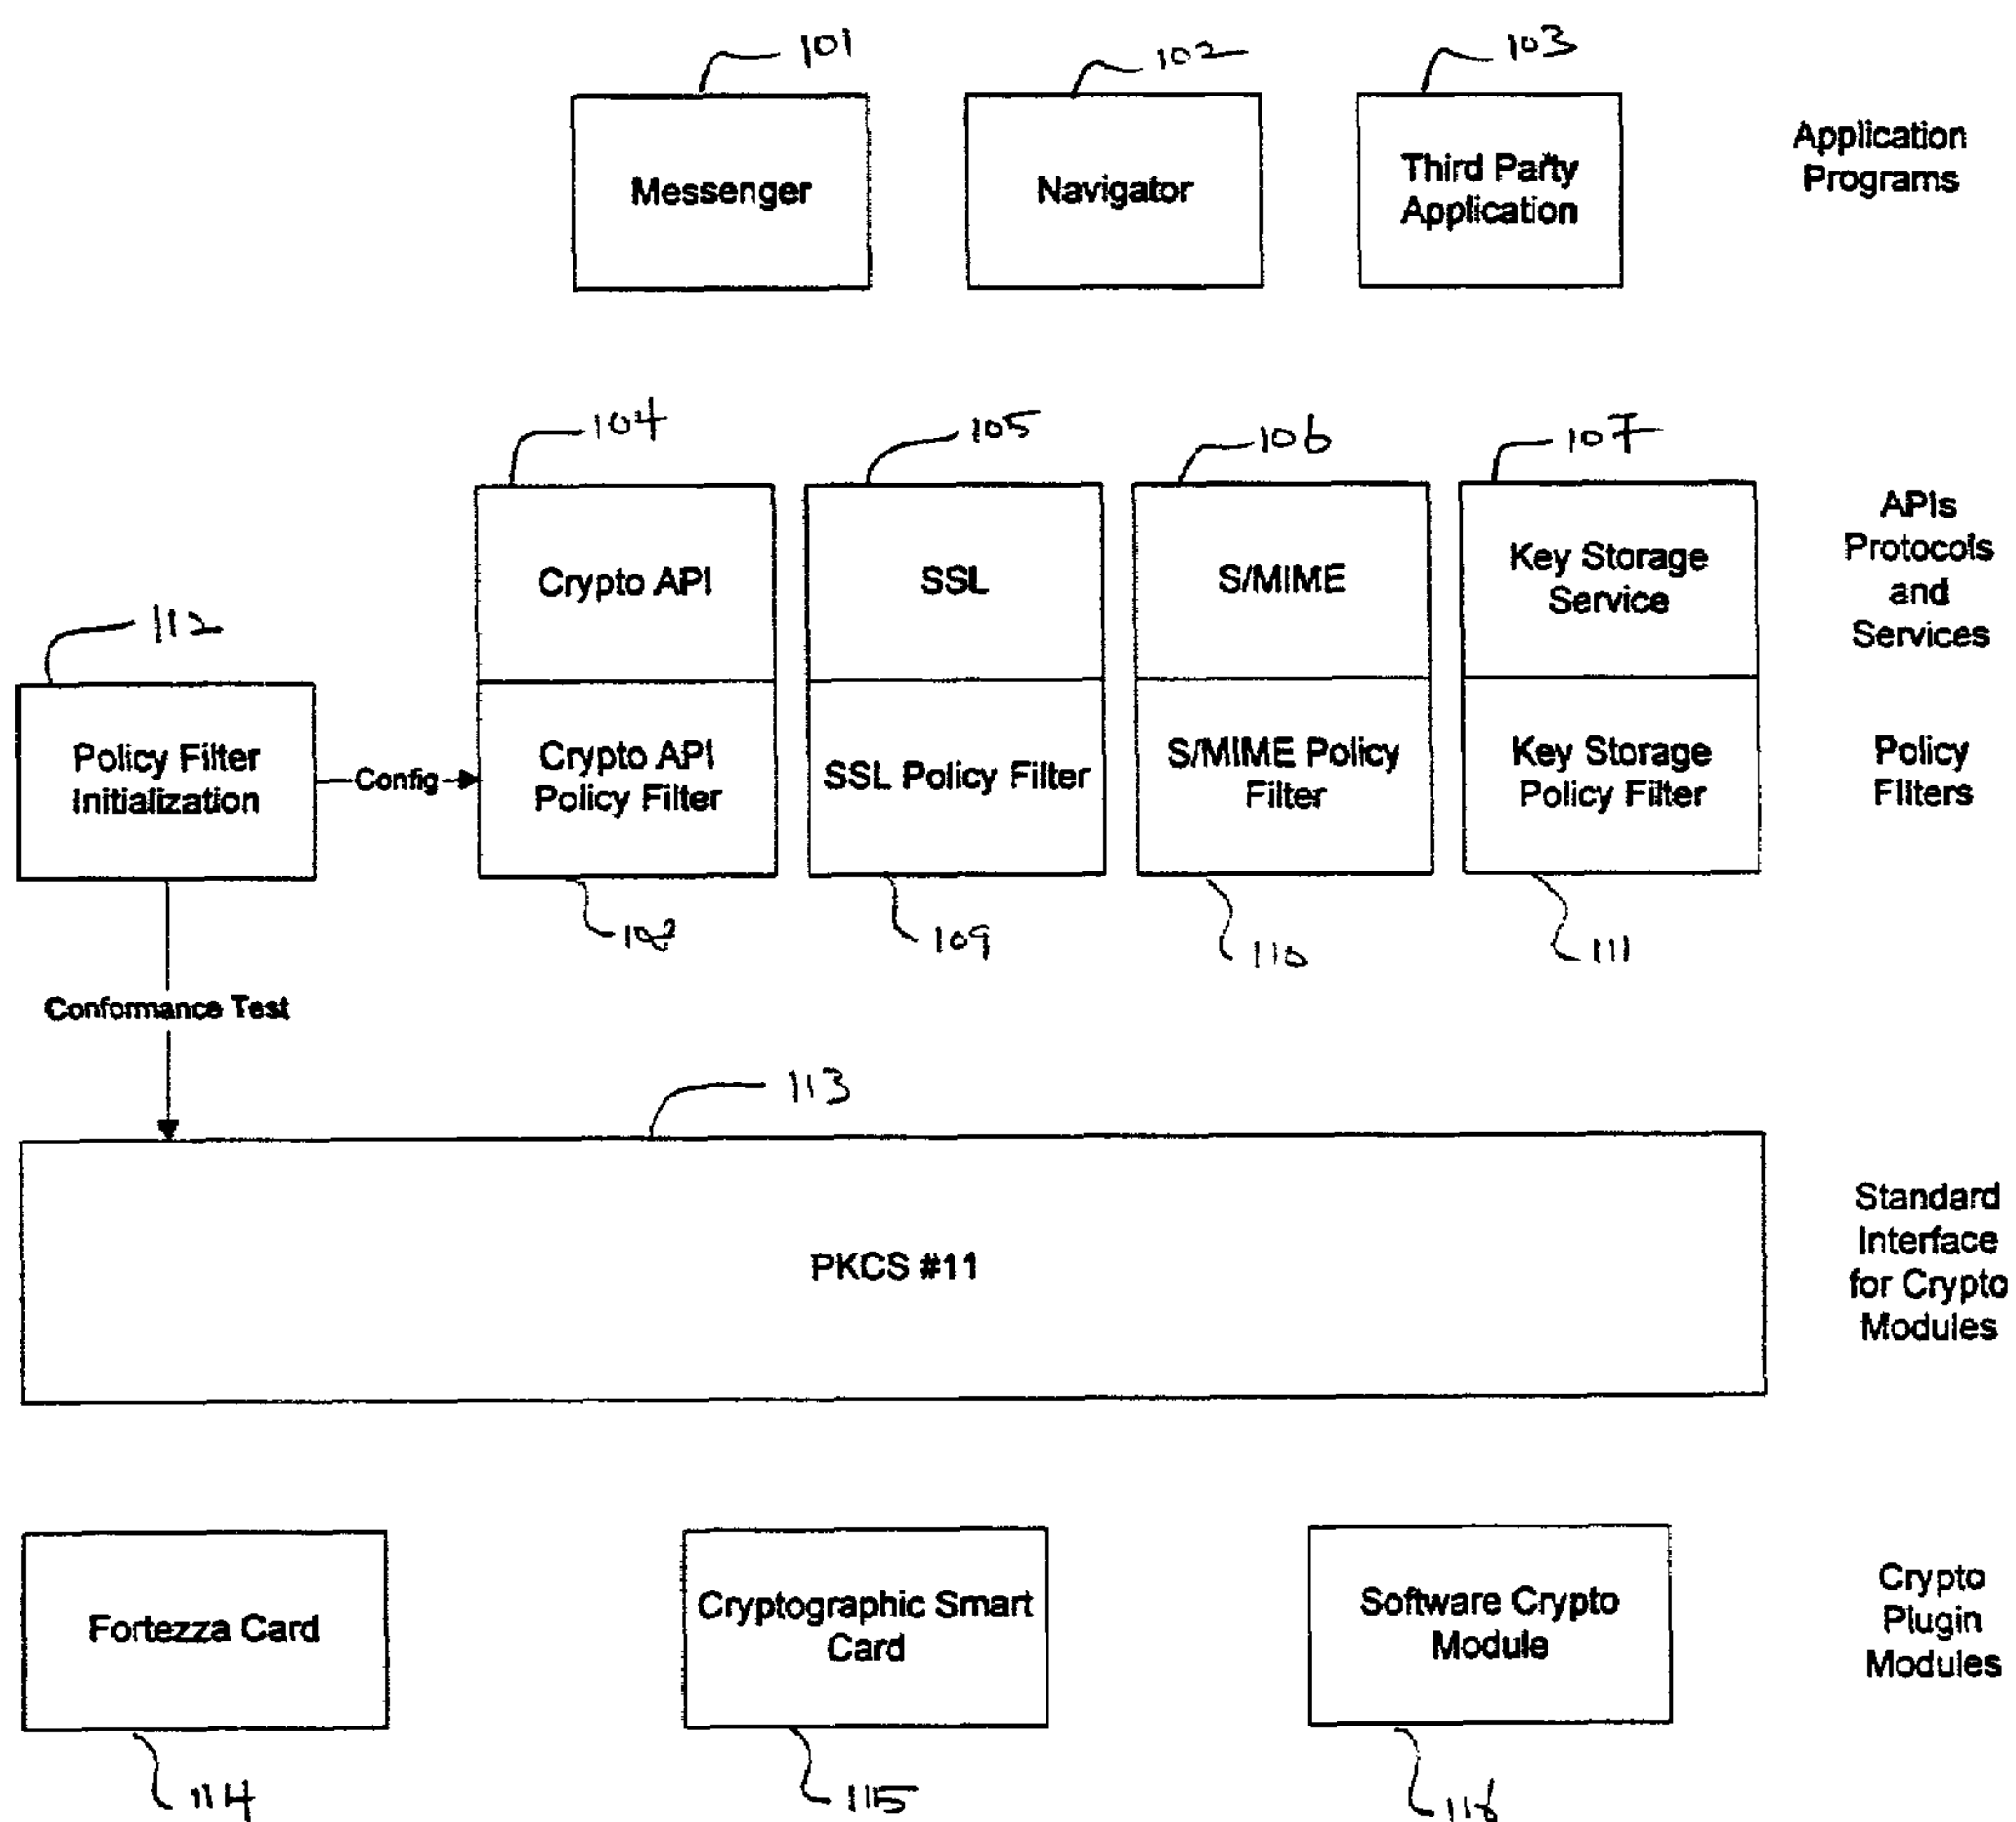 101
102
103
Messenger
Navigator
Third Party
Application
Application
Programs
104
105
106
107
Crypto API
SSL
S/MIME
Key Storage
Service
APIs
Protocols
and
Services
112
Policy Filter
Initialization
Config
Crypto API
Policy Filter
SSL Policy Filter
S/MIME Policy
Filter
Key Storage
Policy Filter
Policy
Filters
108
109
110
111
Conformance Test
113
PKCS #11
Standard
Interface
for Crypto
Modules
Fortezza Card
Cryptographic Smart
Card
Software Crypto
Module
Crypto
Plugin
Modules
114
115
116